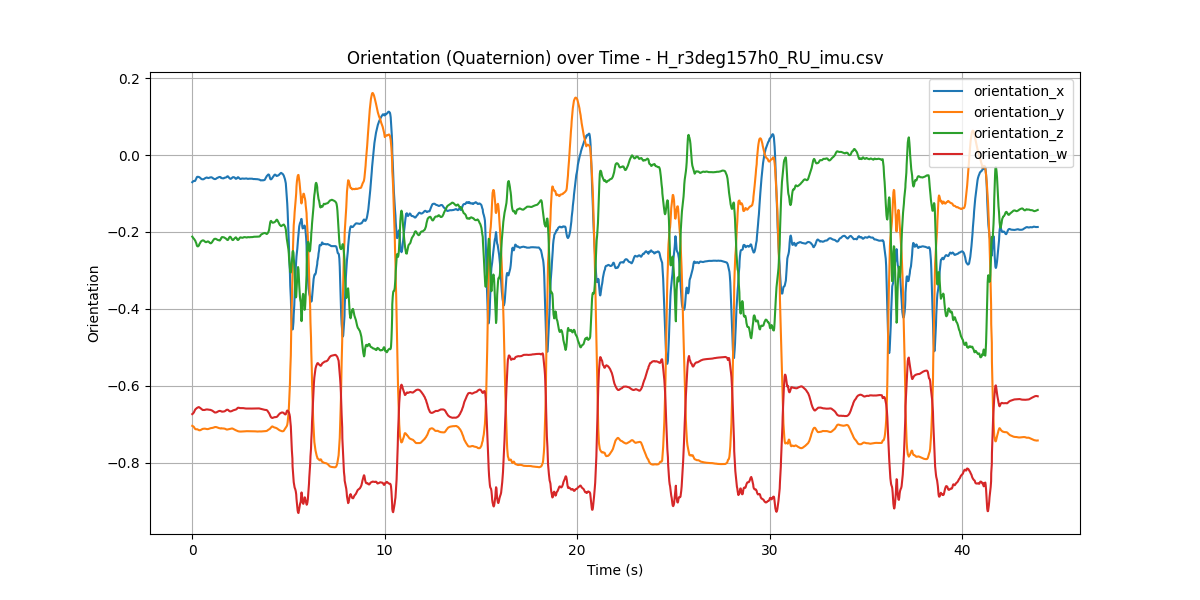 Orientation (Quaternion) over Time - H_r3deg157h0_RU_imu.csv
0.2
0.0
−0.2
−0.4
−0.6
−0.8
Orientation
orientation_x
orientation_y
orientation_z
orientation_w
0 10 20 30 40
Time (s)